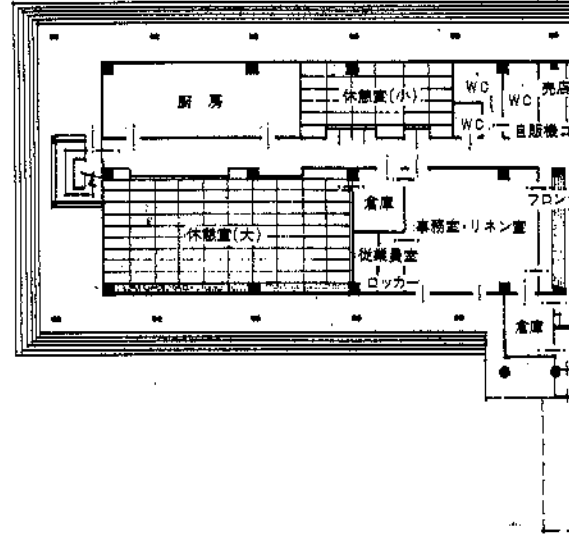 厨 房
休憩室(小)
WC
WC
WC
売店
自販機コ
休憩室(大)
倉庫
事務室・リネン室
フロン
従業員室
ロッカー
倉庫